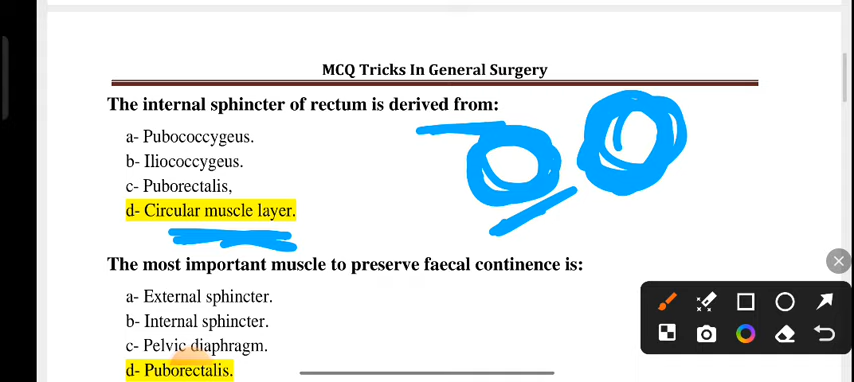 MCQ Tricks In General Surgery
The internal sphincter of rectum is derived from:
a- Pubococcygeus.
b- Iliococcygeus.
c- Puborectalis,
d- Circular muscle layer.
The most important muscle to preserve faecal continence is:
a- External sphincter.
b- Internal sphincter.
c- Pelvic diaphragm.
d- Puborectalis.